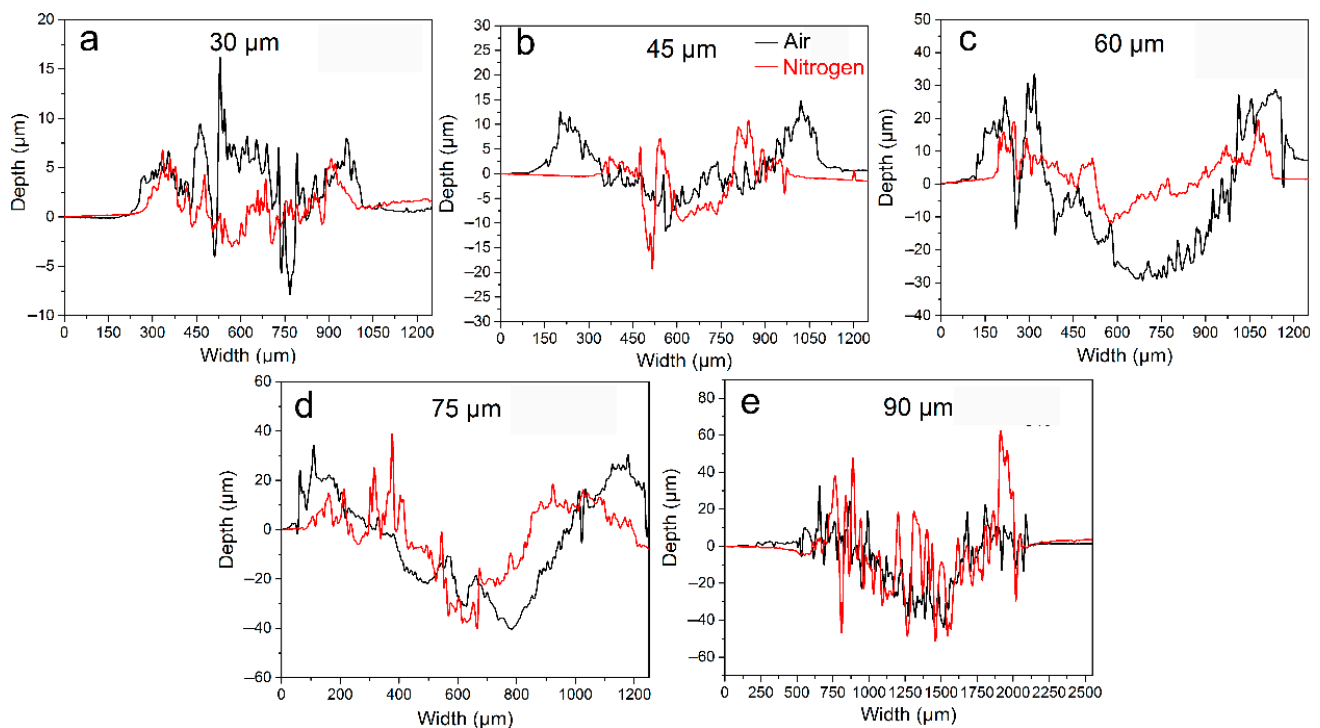 a
30 µm
20
15
10
5
0
–5
–10
Depth (µm)
0 150 300 450 600 750 900 1050 1200
Width (µm)
b
45 µm
Air
Nitrogen
30
25
20
15
10
5
0
–5
–10
–15
–20
–25
–30
Depth (µm)
0 150 300 450 600 750 900 1050 1200
Width (µm)
c
60 µm
50
40
30
20
10
0
–10
–20
–30
–40
Depth (µm)
0 150 300 450 600 750 900 1050 1200
Width (µm)
d
75 µm
60
40
20
0
–20
–40
–60
Depth (µm)
0 200 400 600 800 1000 1200
Width (µm)
e
90 µm
80
60
40
20
0
–20
–40
–60
Depth (µm)
0 250 500 750 1000 1250 1500 1750 2000 2250 2500
Width (µm)